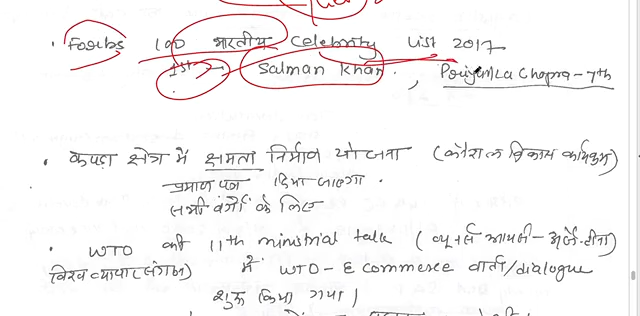 • Forbs 100 भारतीय Celebrity List 2017
1st → Salman Khan. , Priyanka Chopra - 7th
• कपड़ा क्षेत्र में क्षमता निर्माण योजना (कौशल विकास कार्यक्रम)
प्रमाण पत्र दिया जाएगा.
सभी वर्गों के लिए
• WTO की 11th ministrial talk (ब्यूनर्स आयर्स - अर्जेन्टीना)
विश्व व्यापार संगठन में WTO - E commerce वार्ता/dialogue
शुरू किया गया।